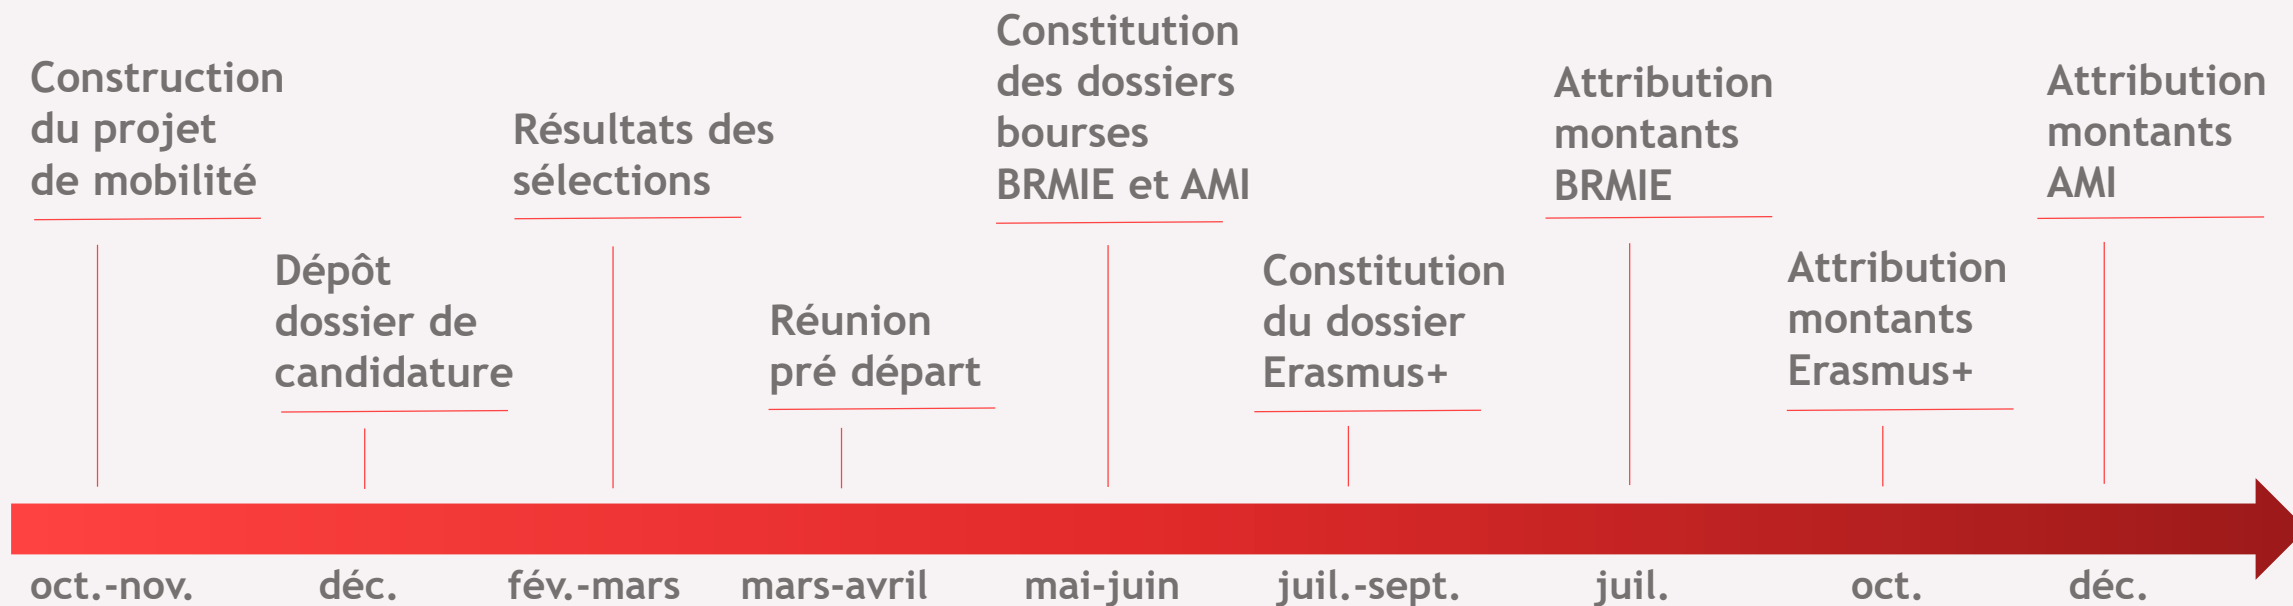 Construction
du projet
de mobilité
Dépôt
dossier de
candidature
Résultats des
sélections
Réunion
pré départ
Constitution
des dossiers
bourses
BRMIE et AMI
Constitution
du dossier
Erasmus+
Attribution
montants
BRMIE
Attribution
montants
Erasmus+
Attribution
montants
AMI
oct.-nov.
déc.
fév.-mars
mars-avril
mai-juin
juil.-sept.
juil.
oct.
déc.